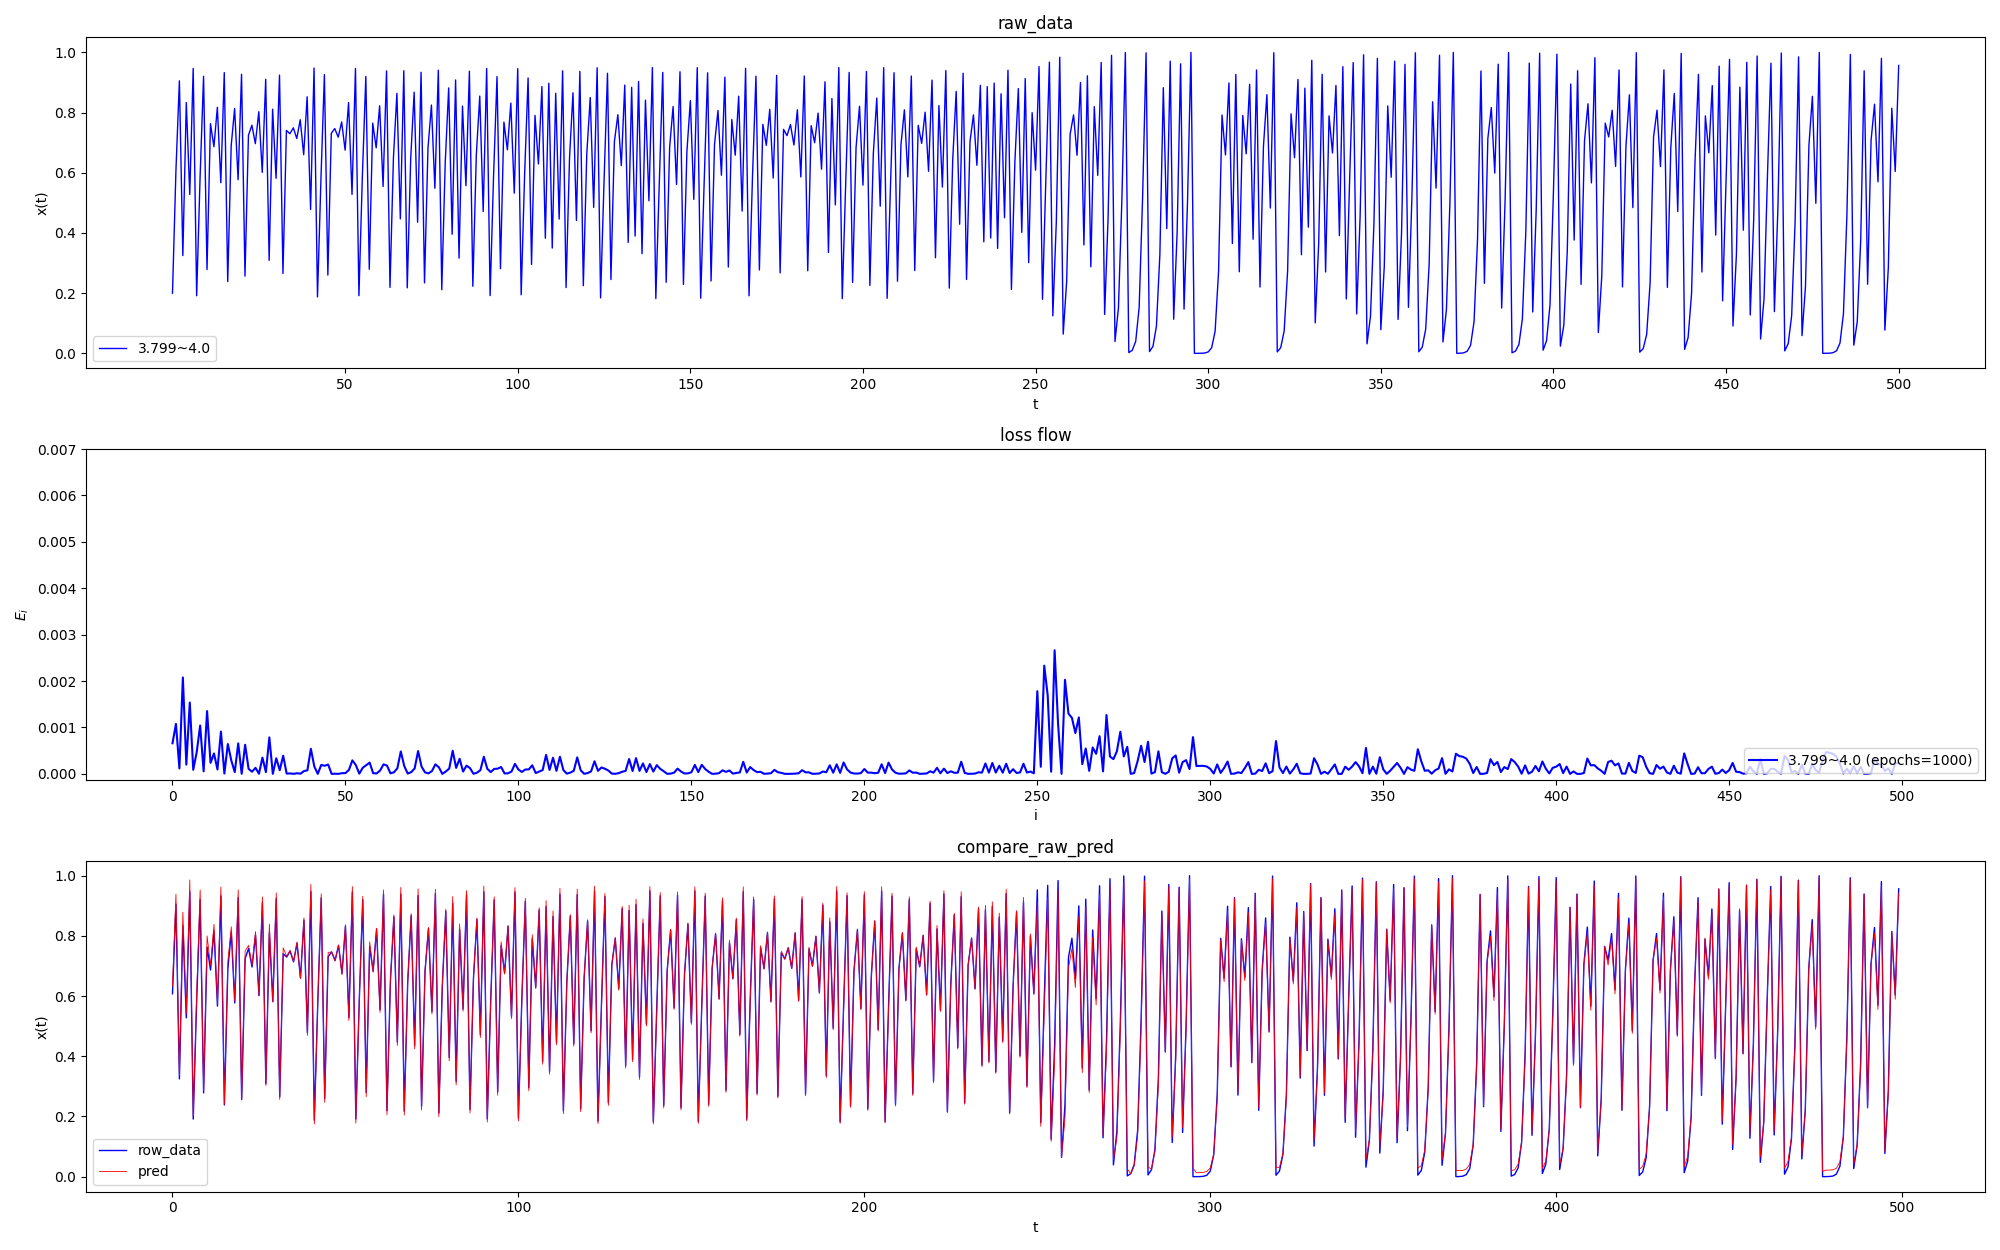 raw_data
1.0
0.8
0.6
0.4
0.2
0.0
x(t)
3.799~4.0
50 100 150 200 250 300 350 400 450 500
t
loss flow
0.007
0.006
0.005
0.004
0.003
0.002
0.001
0.000
E_i
3.799~4.0 (epochs=1000)
0 50 100 150 200 250 300 350 400 450 500
i
compare_raw_pred
1.0
0.8
0.6
0.4
0.2
0.0
x(t)
row_data
pred
0 100 200 300 400 500
t